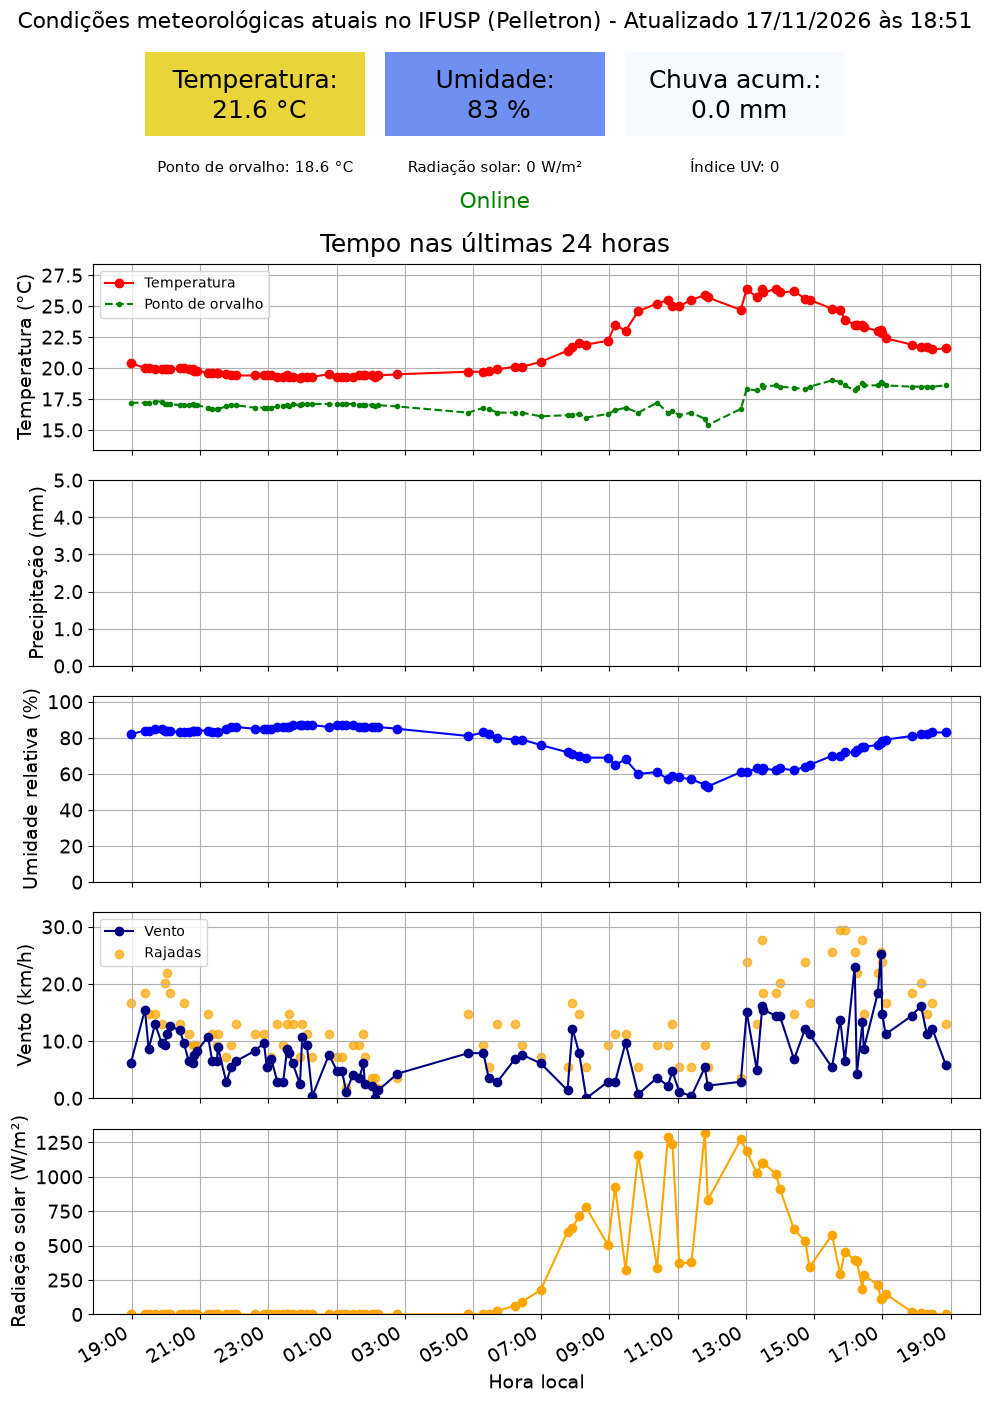 Condições meteorológicas atuais no IFUSP (Pelletron) - Atualizado 17/11/2026 às 18:51
Temperatura:
21.6 °C
Umidade:
83 %
Chuva acum.:
0.0 mm
Ponto de orvalho: 18.6 °C
Radiação solar: 0 W/m²
Índice UV: 0
Online
Tempo nas últimas 24 horas
Temperatura (°C)
27.5
25.0
22.5
20.0
17.5
15.0
Temperatura
Ponto de orvalho
Precipitação (mm)
5.0
4.0
3.0
2.0
1.0
0.0
Umidade relativa (%)
100
80
60
40
20
0
Vento (km/h)
30.0
20.0
10.0
0.0
Vento
Rajadas
Radiação solar (W/m²)
1250
1000
750
500
250
0
19:00
21:00
23:00
01:00
03:00
05:00
07:00
09:00
11:00
13:00
15:00
17:00
19:00
Hora local